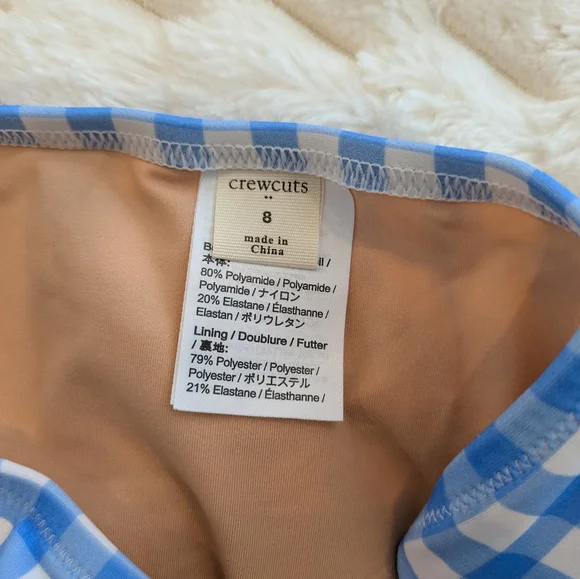 crewcuts
8
made in
China
本体:
80% Polyamide / Polyamide /
Polyamide / ナイロン
20% Elastane / Élasthanne /
Elastan / ポリウレタン
Lining / Doublure / Futter
/ 裏地:
79% Polyester / Polyester /
Polyester / ポリエステル
21% Elastane / Élasthanne /